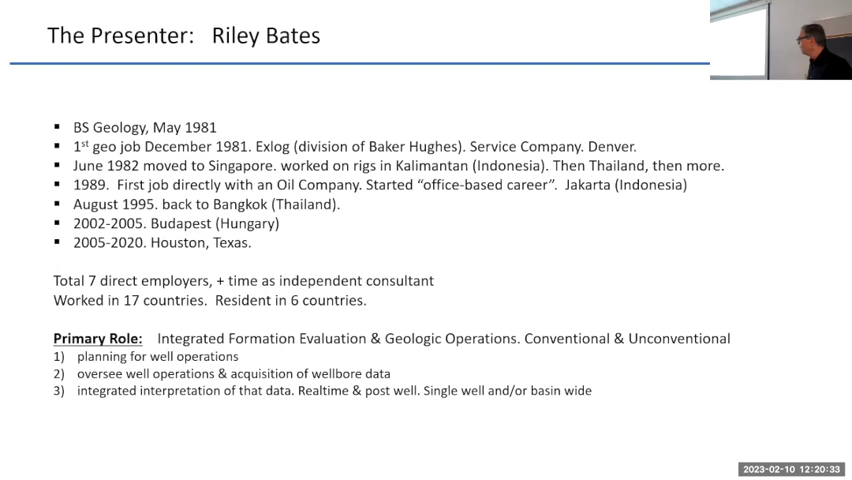 The Presenter: Riley Bates
▪ BS Geology, May 1981
▪ 1st geo job December 1981. Exlog (division of Baker Hughes). Service Company. Denver.
▪ June 1982 moved to Singapore. worked on rigs in Kalimantan (Indonesia). Then Thailand, then more.
▪ 1989. First job directly with an Oil Company. Started “office-based career”. Jakarta (Indonesia)
▪ August 1995. back to Bangkok (Thailand).
▪ 2002-2005. Budapest (Hungary)
▪ 2005-2020. Houston, Texas.
Total 7 direct employers, + time as independent consultant
Worked in 17 countries. Resident in 6 countries.
Primary Role: Integrated Formation Evaluation & Geologic Operations. Conventional & Unconventional
1) planning for well operations
2) oversee well operations & acquisition of wellbore data
3) integrated interpretation of that data. Realtime & post well. Single well and/or basin wide
2023-02-10 12:20:33